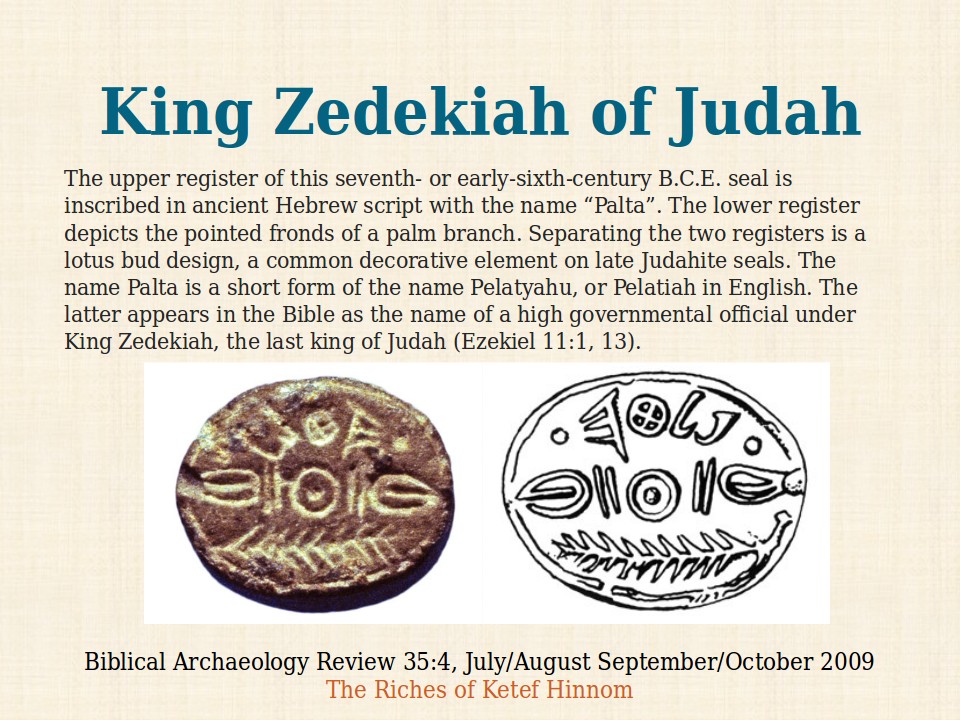 King Zedekiah of Judah
The upper register of this seventh- or early-sixth-century B.C.E. seal is
inscribed in ancient Hebrew script with the name “Palta”. The lower register
depicts the pointed fronds of a palm branch. Separating the two registers is a
lotus bud design, a common decorative element on late Judahite seals. The
name Palta is a short form of the name Pelatyahu, or Pelatiah in English. The
latter appears in the Bible as the name of a high governmental official under
King Zedekiah, the last king of Judah (Ezekiel 11:1, 13).
Biblical Archaeology Review 35:4, July/August September/October 2009
The Riches of Ketef Hinnom